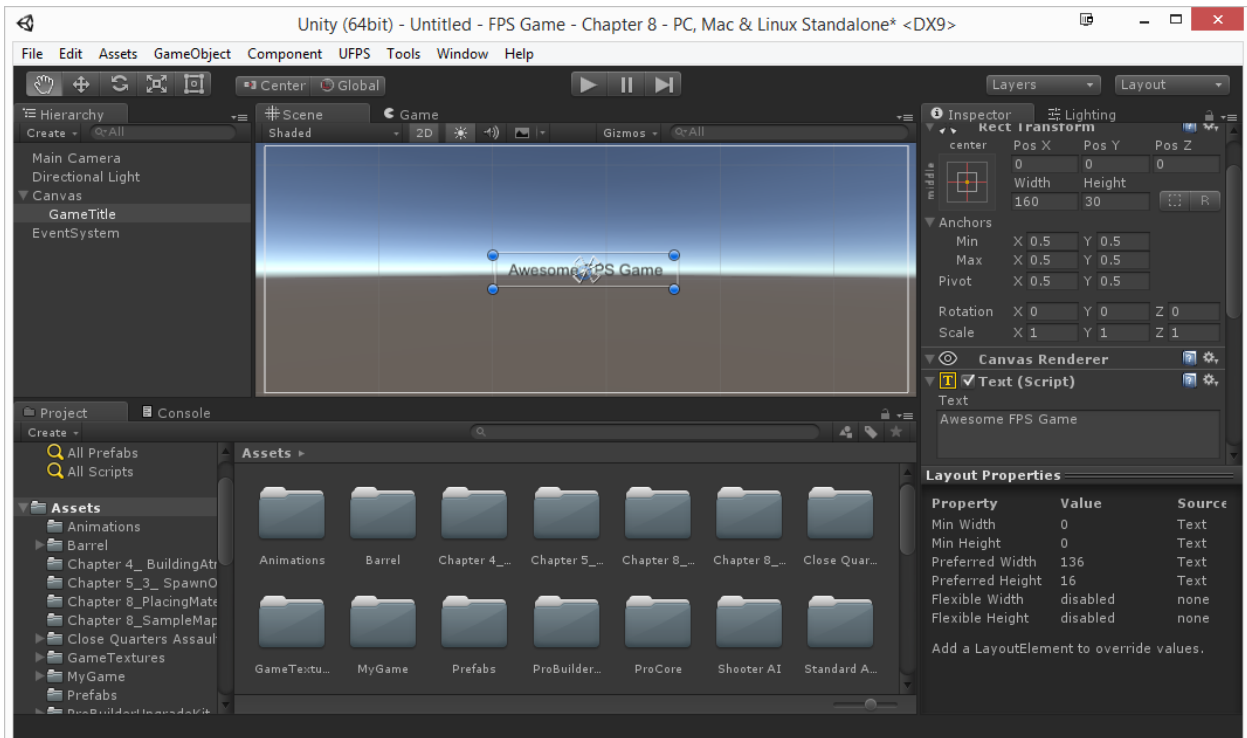 Unity (64bit) - Untitled - FPS Game - Chapter 8 - PC, Mac & Linux Standalone* <DX9>
File Edit Assets GameObject Component UFPS Tools Window Help
Center Global Layers Layout
Hierarchy
Create All
Main Camera
Directional Light
Canvas
GameTitle
EventSystem
Scene Game
Shaded 2D Gizmos All
Awesome FPS Game
Inspector Lighting
Rect Transform
center Pos X Pos Y Pos Z
middle 0 0 0
Width Height
160 30 R
Anchors
Min X 0.5 Y 0.5
Max X 0.5 Y 0.5
Pivot X 0.5 Y 0.5
Rotation X 0 Y 0 Z 0
Scale X 1 Y 1 Z 1
Canvas Renderer
T Text (Script)
Text
Awesome FPS Game
Project Console
Create
All Prefabs
All Scripts
Assets
Animations
Barrel
Chapter 4_ BuildingAtr
Chapter 5_3_ SpawnO
Chapter 8_PlacingMate
Chapter 8_SampleMap
Close Quarters Assaul
GameTextures
MyGame
Prefabs
ProBuilderUpgradeKit
Assets
Animations Barrel Chapter 4_... Chapter 5_... Chapter 8_... Chapter 8_... Close Quar...
GameTextu... MyGame Prefabs ProBuilder... ProCore Shooter AI Standard A...
Layout Properties
Property Value Source
Min Width 0 Text
Min Height 0 Text
Preferred Width 136 Text
Preferred Height 16 Text
Flexible Width disabled none
Flexible Height disabled none
Add a LayoutElement to override values.